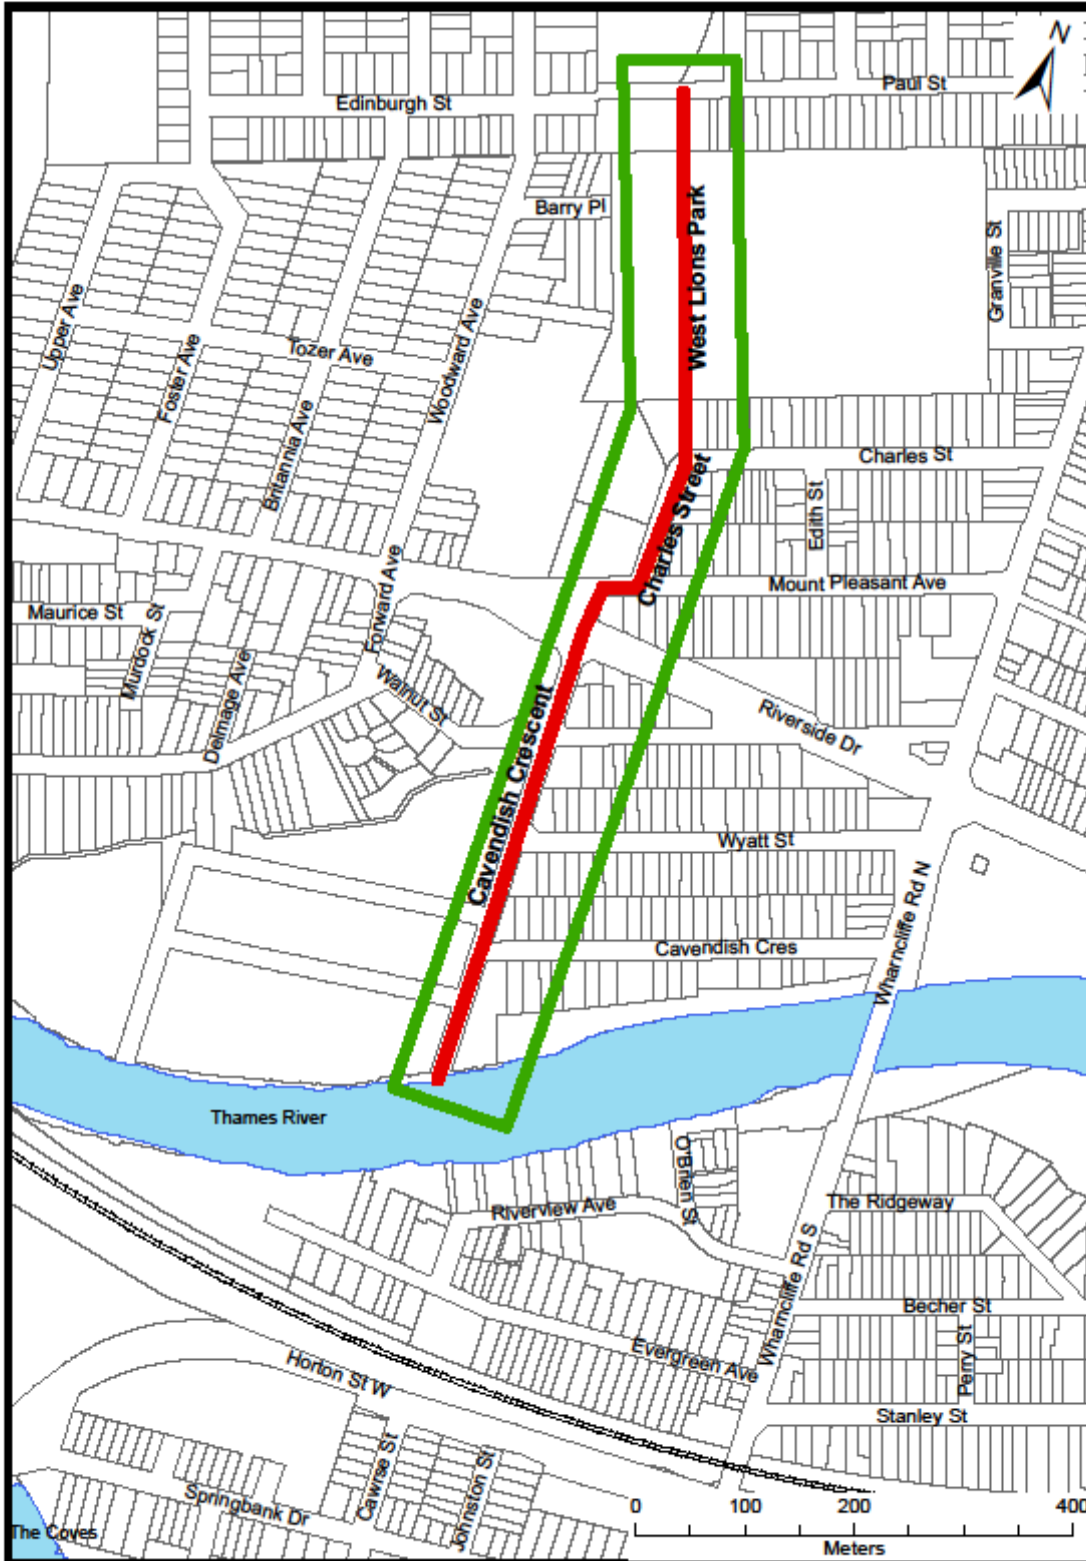 N
Paul St
Edinburgh St
Barry Pl
West Lions Park
Granville St
Upper Ave
Foster Ave
Tozer Ave
Woodward Ave
Britannia Ave
Charles St
Charles Street
Edith St
Forward Ave
Mount Pleasant Ave
Maurice St
Murdock St
Delmage Ave
Walnut St
Cavendish Crescent
Riverside Dr
Wyatt St
Wharncliffe Rd N
Cavendish Cres
Thames River
O'Brien St
Riverview Ave
The Ridgeway
Wharncliffe Rd S
Becher St
Perry St
Evergreen Ave
Horton St W
Stanley St
Cawrse St
Johnston St
Springbank Dr
The Coves
0 100 200 400
Meters